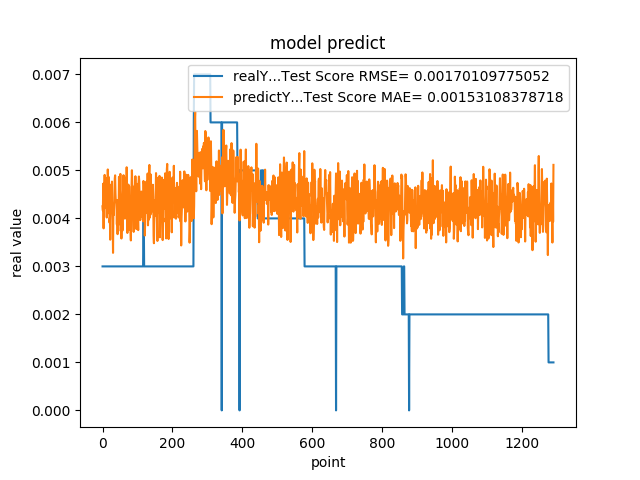 model predict
realY...Test Score RMSE= 0.00170109775052
predictY...Test Score MAE= 0.00153108378718
0.007
0.006
0.005
0.004
0.003
0.002
0.001
0.000
real value
0 200 400 600 800 1000 1200
point